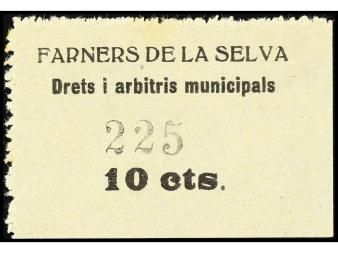 FARNERS DE LA SELVA
Drets i arbitris municipals
225
10 cts.